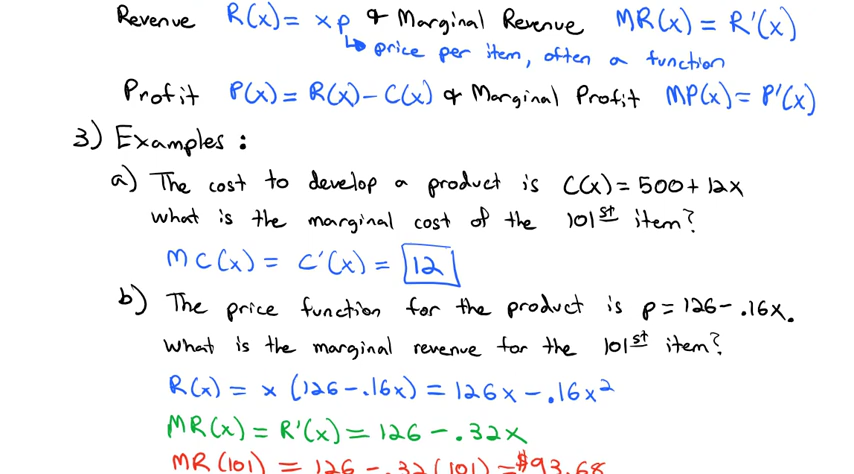 Revenue R(x) = xp & Marginal Revenue MR(x) = R'(x)
↳ price per item, often a function
Profit P(x) = R(x) - C(x) & Marginal Profit MP(x) = P'(x)
3) Examples :
a) The cost to develop a product is C(x) = 500 + 12x
what is the marginal cost of the 101st item?
MC(x) = C'(x) = 12
b) The price function for the product is p = 126 - .16x.
What is the marginal revenue for the 101st item?
R(x) = x (126 - .16x) = 126x - .16x²
MR(x) = R'(x) = 126 - .32x
MR(101) = 126 - .32(101) = $93.68